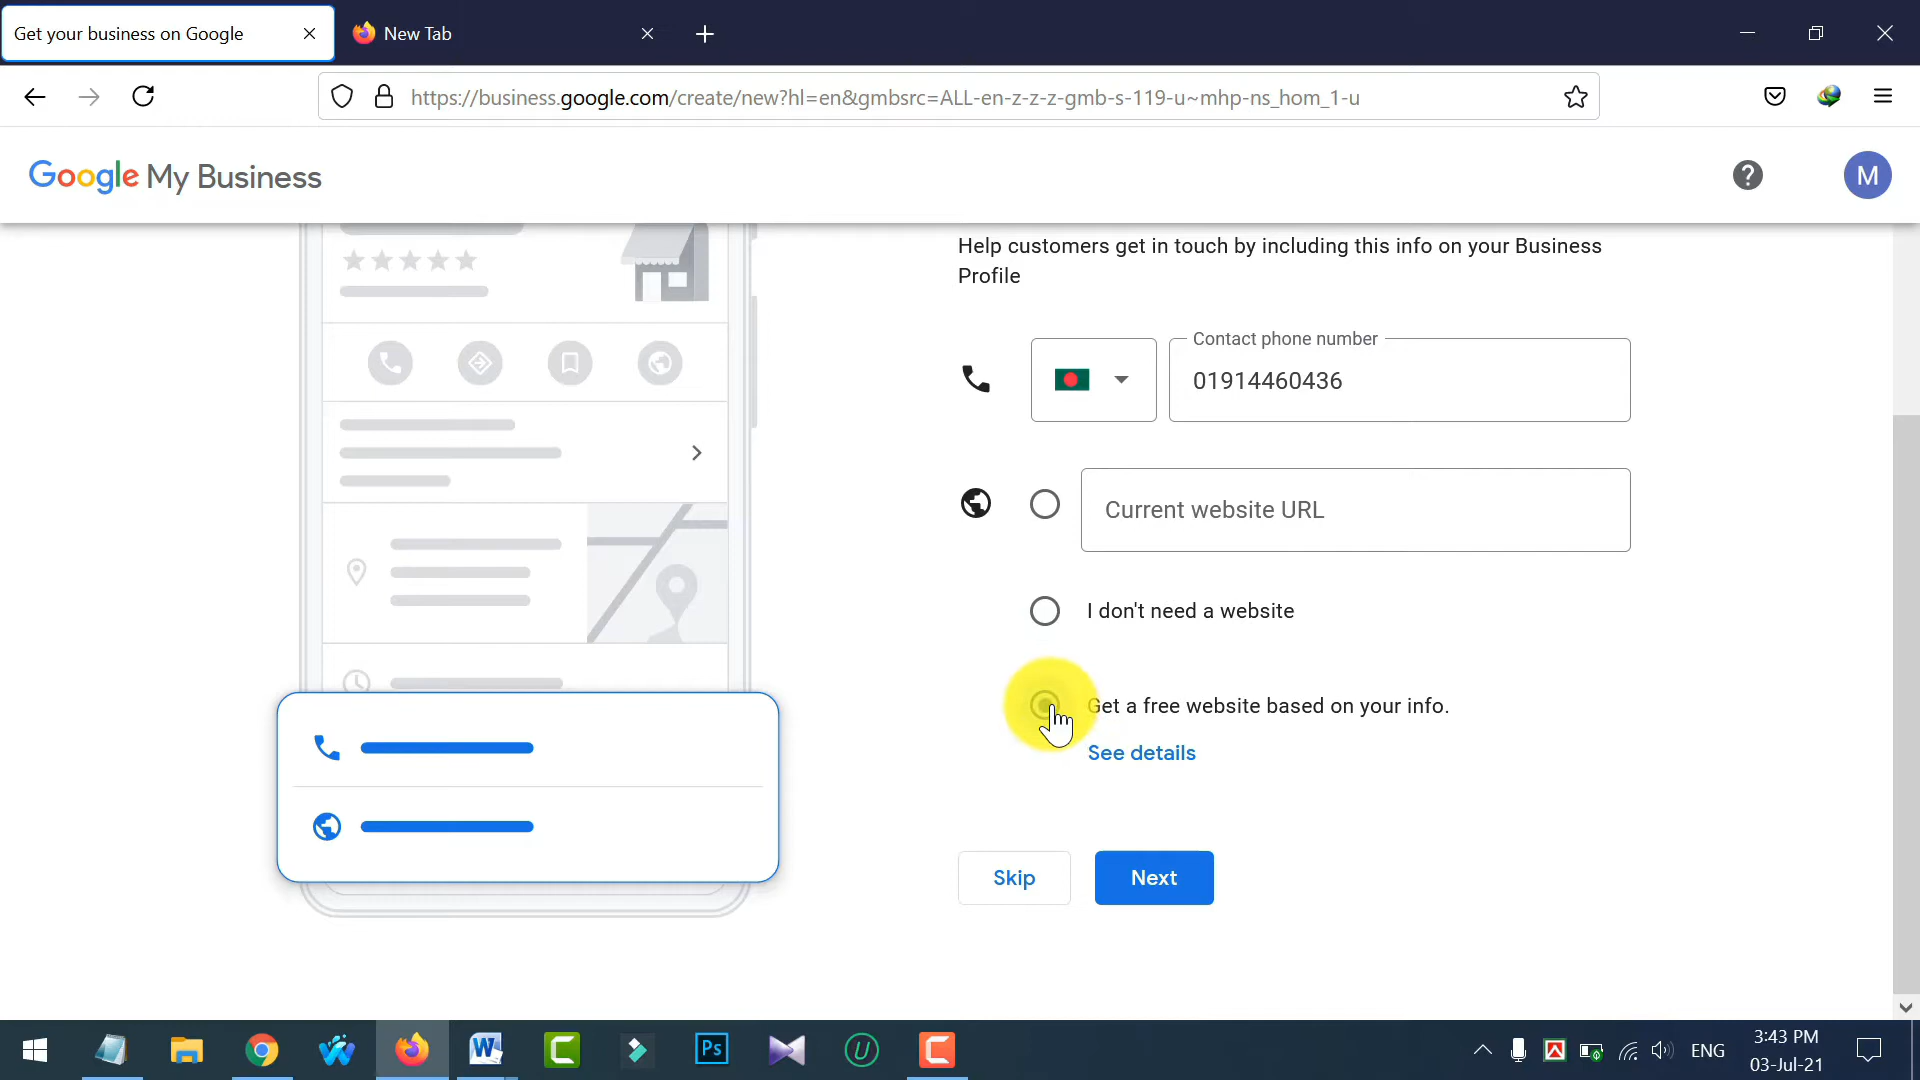 Get your business on Google
New Tab
https://business.google.com/create/new?hl=en&gmbsrc=ALL-en-z-z-z-gmb-s-119-u~mhp-ns_hom_1-u
Google My Business
?
M
Help customers get in touch by including this info on your Business
Profile
Contact phone number
01914460436
Current website URL
I don't need a website
Get a free website based on your info.
See details
Skip
Next
W
Ps
U
ENG
3:43 PM
03-Jul-21